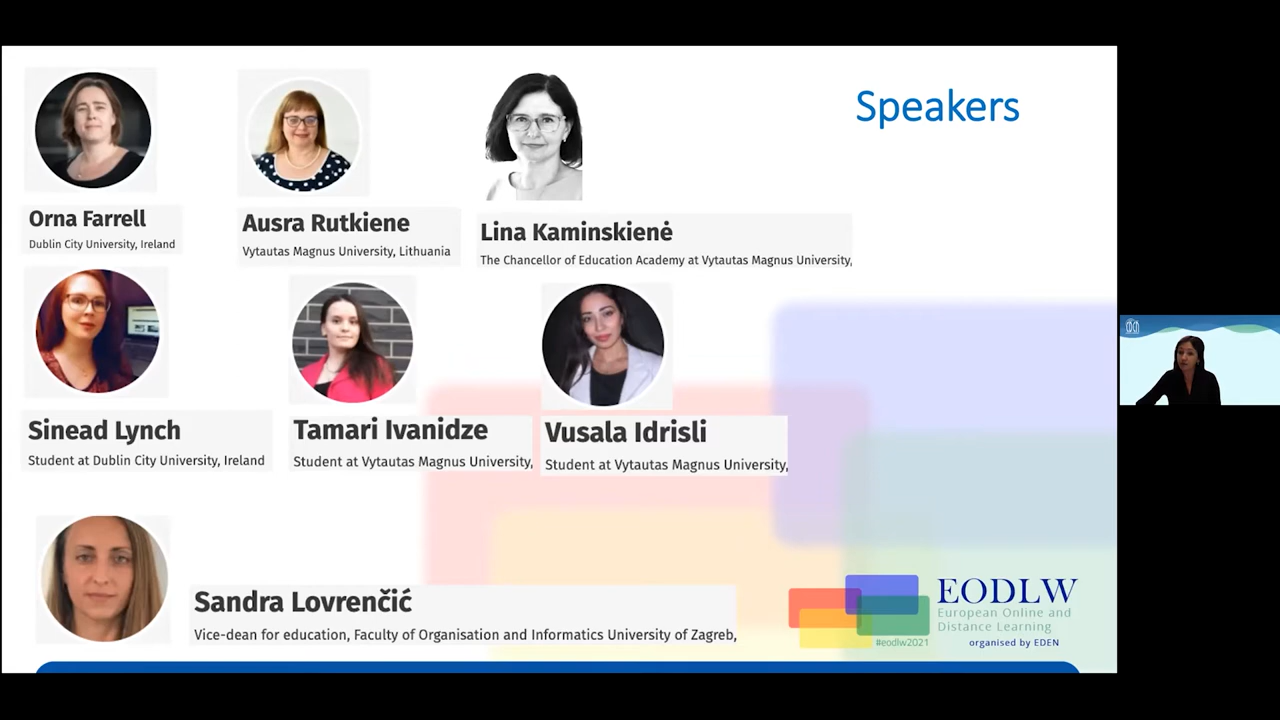 Speakers
Orna Farrell
Dublin City University, Ireland
Ausra Rutkiene
Vytautas Magnus University, Lithuania
Lina Kaminskienė
The Chancellor of Education Academy at Vytautas Magnus University,
Sinead Lynch
Student at Dublin City University, Ireland
Tamari Ivanidze
Student at Vytautas Magnus University,
Vusala Idrisli
Student at Vytautas Magnus University,
Sandra Lovrenčić
Vice-dean for education, Faculty of Organisation and Informatics University of Zagreb,
EODLW
European Online and
Distance Learning
#eodlw2021
organised by EDEN